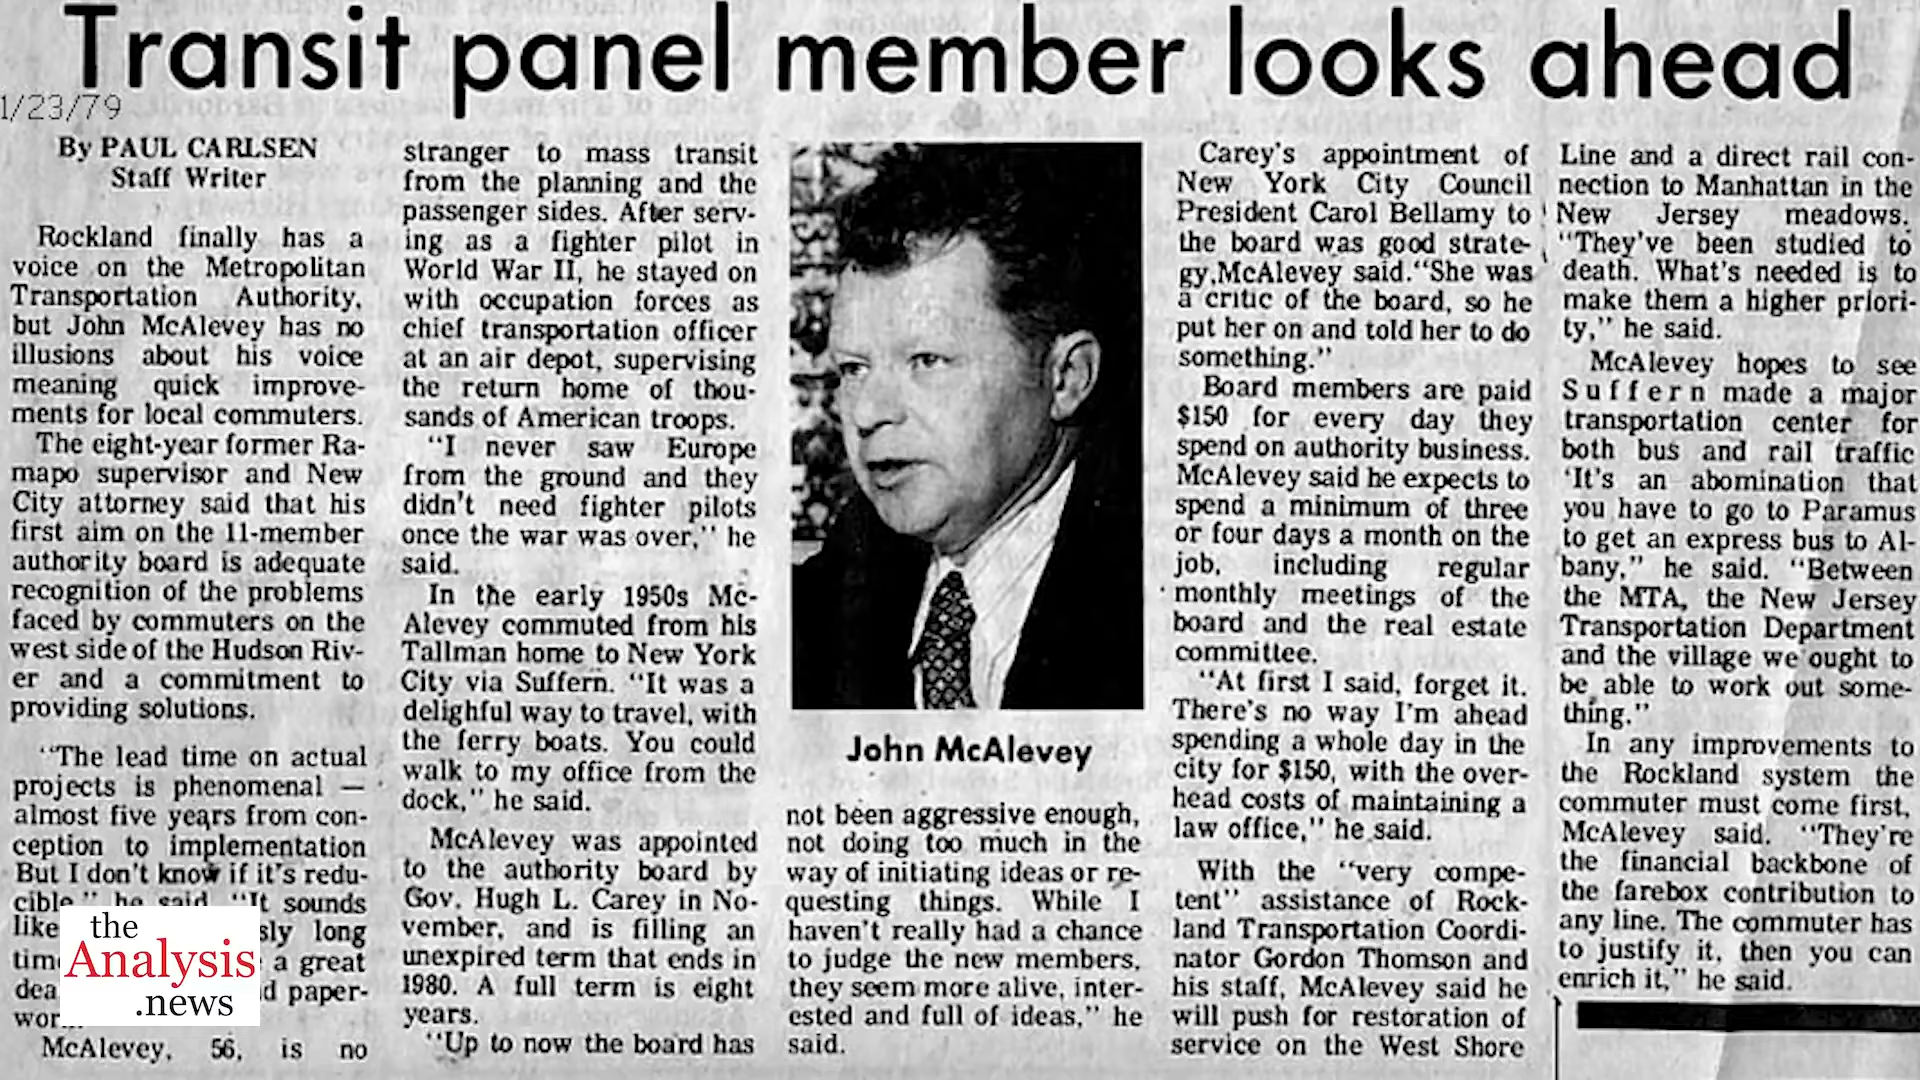 Transit panel member looks ahead
1/23/79
By PAUL CARLSEN
Staff Writer
Rockland finally has a
voice on the Metropolitan
Transportation Authority,
but John McAlevey has no
illusions about his voice
meaning quick improve-
ments for local commuters.
The eight-year former Ra-
mapo supervisor and New
City attorney said that his
first aim on the 11-member
authority board is adequate
recognition of the problems
faced by commuters on the
west side of the Hudson Riv-
er and a commitment to
providing solutions.
"The lead time on actual
projects is phenomenal —
almost five years from con-
ception to implementation
But I don't know if it's redu-
cible," he said. "It sounds
like sly long
tim a great
dea d paper-
wor
McAlevey, 56, is no
the
Analysis
.news
stranger to mass transit
from the planning and the
passenger sides. After serv-
ing as a fighter pilot in
World War II, he stayed on
with occupation forces as
chief transportation officer
at an air depot, supervising
the return home of thou-
sands of American troops.
"I never saw Europe
from the ground and they
didn't need fighter pilots
once the war was over," he
said.
In the early 1950s Mc-
Alevey commuted from his
Tallman home to New York
City via Suffern. "It was a
delighful way to travel, with
the ferry boats. You could
walk to my office from the
dock," he said.
McAlevey was appointed
to the authority board by
Gov. Hugh L. Carey in No-
vember, and is filling an
unexpired term that ends in
1980. A full term is eight
years.
"Up to now the board has
John McAlevey
not been aggressive enough,
not doing too much in the
way of initiating ideas or re-
questing things. While I
haven't really had a chance
to judge the new members,
they seem more alive, inter-
ested and full of ideas," he
said.
Carey's appointment of
New York City Council
President Carol Bellamy to
the board was good strate-
gy,McAlevey said."She was
a critic of the board, so he
put her on and told her to do
something."
Board members are paid
$150 for every day they
spend on authority business.
McAlevey said he expects to
spend a minimum of three
or four days a month on the
job, including regular
monthly meetings of the
board and the real estate
committee.
"At first I said, forget it.
There's no way I'm ahead
spending a whole day in the
city for $150, with the over-
head costs of maintaining a
law office," he said.
With the "very compe-
tent" assistance of Rock-
land Transportation Coordi-
nator Gordon Thomson and
his staff, McAlevey said he
will push for restoration of
service on the West Shore
Line and a direct rail con-
nection to Manhattan in the
New Jersey meadows.
"They've been studied to
death. What's needed is to
make them a higher priori-
ty," he said.
McAlevey hopes to see
Suffern made a major
transportation center for
both bus and rail traffic
'It's an abomination that
you have to go to Paramus
to get an express bus to Al-
bany," he said. "Between
the MTA, the New Jersey
Transportation Department
and the village we ought to
be able to work out some-
thing."
In any improvements to
the Rockland system the
commuter must come first,
McAlevey said. "They're
the financial backbone of
the farebox contribution to
any line. The commuter has
to justify it, then you can
enrich it," he said.